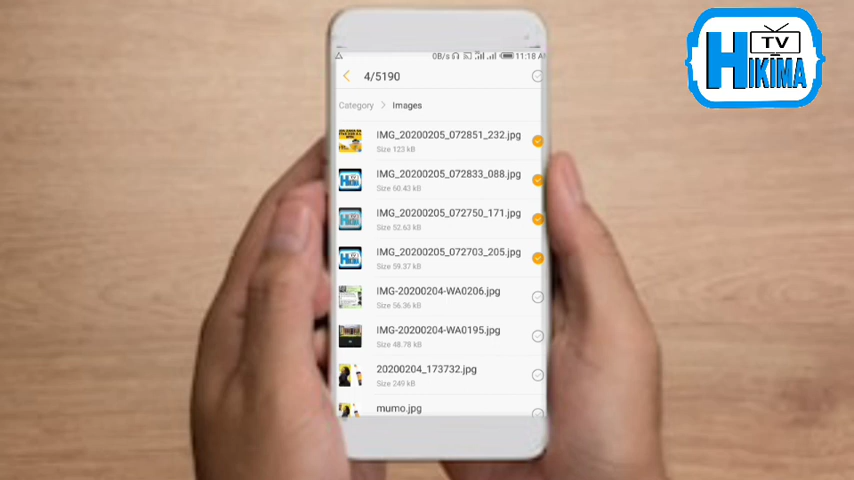 TV
HIKIMA
0B/s 11:18 A
4/5190
Category > Images
IMG_20200205_072851_232.jpg
Size 123 kB
IMG_20200205_072833_088.jpg
Size 60.43 kB
IMG_20200205_072750_171.jpg
Size 52.63 kB
IMG_20200205_072703_205.jpg
Size 59.37 kB
IMG-20200204-WA0206.jpg
Size 56.36 kB
IMG-20200204-WA0195.jpg
Size 48.78 kB
20200204_173732.jpg
Size 249 kB
mumo.jpg